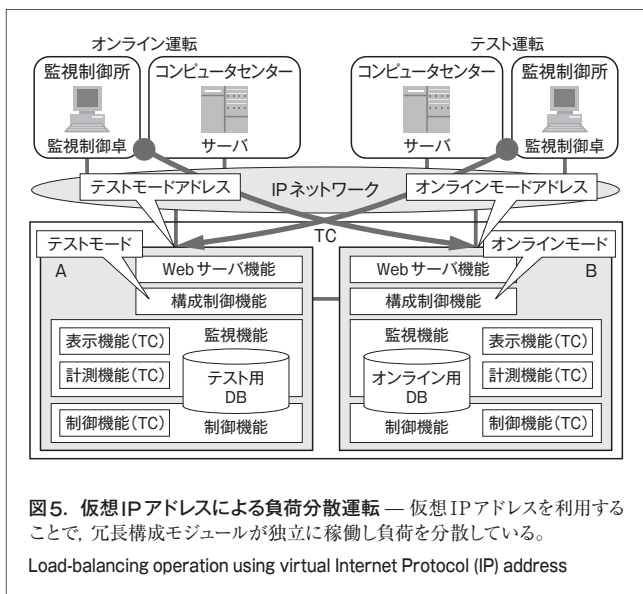 オンライン運転
テスト運転
監視制御所
コンピュータセンター
コンピュータセンター
監視制御所
監視制御卓
サーバ
サーバ
監視制御卓
テストモードアドレス
IPネットワーク
オンラインモードアドレス
テストモード
TC
オンラインモード
A
Webサーバ機能
Webサーバ機能
B
構成制御機能
構成制御機能
表示機能(TC)
監視機能
監視機能
表示機能(TC)
計測機能(TC)
テスト用
DB
オンライン用
DB
計測機能(TC)
制御機能(TC)
制御機能
制御機能
制御機能(TC)
図5. 仮想IPアドレスによる負荷分散運転 — 仮想IPアドレスを利用する
ことで,冗長構成モジュールが独立に稼働し負荷を分散している。
Load-balancing operation using virtual Internet Protocol (IP) address